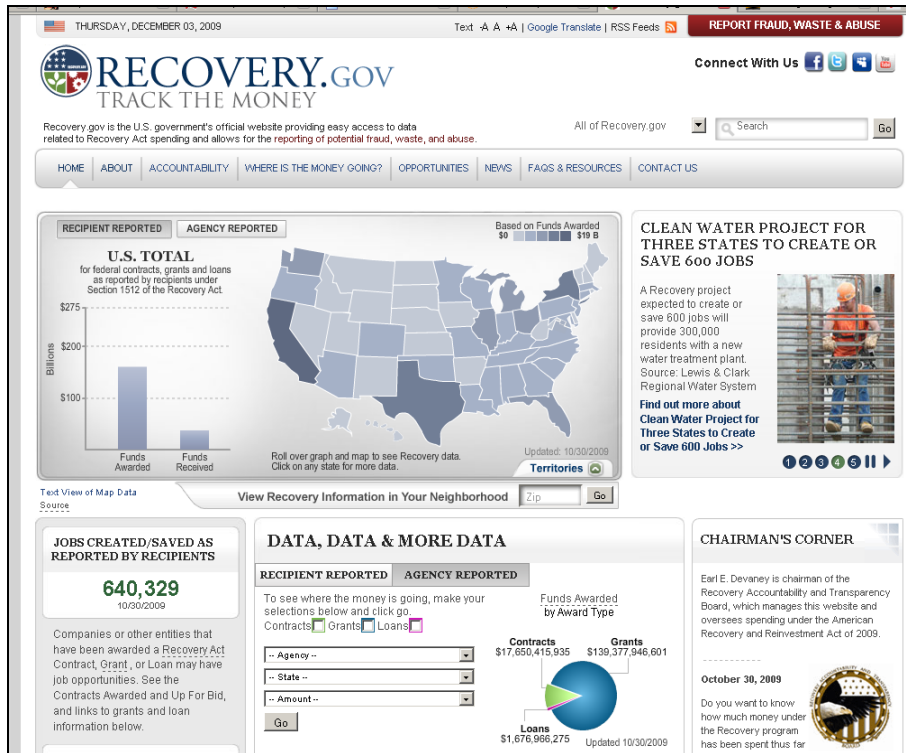 THURSDAY, DECEMBER 03, 2009
Text -A A +A | Google Translate | RSS Feeds
REPORT FRAUD, WASTE & ABUSE
RECOVERY.GOV
TRACK THE MONEY
Connect With Us
Recovery.gov is the U.S. government's official website providing easy access to data
related to Recovery Act spending and allows for the reporting of potential fraud, waste, and abuse.
All of Recovery.gov
Search
Go
HOME
ABOUT
ACCOUNTABILITY
WHERE IS THE MONEY GOING?
OPPORTUNITIES
NEWS
FAQS & RESOURCES
CONTACT US
RECIPIENT REPORTED
AGENCY REPORTED
Based on Funds Awarded
$0
$19 B
U.S. TOTAL
for federal contracts, grants and loans
as reported by recipients under
Section 1512 of the Recovery Act
$275
$200
$100
Billions
Funds
Awarded
Funds
Received
Roll over graph and map to see Recovery data.
Click on any state for more data.
Updated: 10/30/2009
Territories
Text View of Map Data
Source
View Recovery Information in Your Neighborhood
Zip
Go
CLEAN WATER PROJECT FOR
THREE STATES TO CREATE OR
SAVE 600 JOBS
A Recovery project
expected to create or
save 600 jobs will
provide 300,000
residents with a new
water treatment plant.
Source: Lewis & Clark
Regional Water System
Find out more about
Clean Water Project for
Three States to Create
or Save 600 Jobs >>
1 2 3 4 5
JOBS CREATED/SAVED AS
REPORTED BY RECIPIENTS
640,329
10/30/2009
Companies or other entities that
have been awarded a Recovery Act
Contract, Grant , or Loan may have
job opportunities. See the
Contracts Awarded and Up For Bid,
and links to grants and loan
information below.
DATA, DATA & MORE DATA
RECIPIENT REPORTED
AGENCY REPORTED
To see where the money is going, make your
selections below and click go.
Contracts Grants Loans
-- Agency --
-- State --
-- Amount --
Go
Funds Awarded
by Award Type
Contracts
$17,650,415,935
Grants
$139,377,946,601
Loans
$1,676,966,275
Updated 10/30/2009
CHAIRMAN'S CORNER
Earl E. Devaney is chairman of the
Recovery Accountability and Transparency
Board, which manages this website and
oversees spending under the American
Recovery and Reinvestment Act of 2009.
October 30, 2009
Do you want to know
how much money under
the Recovery program
has been spent thus far